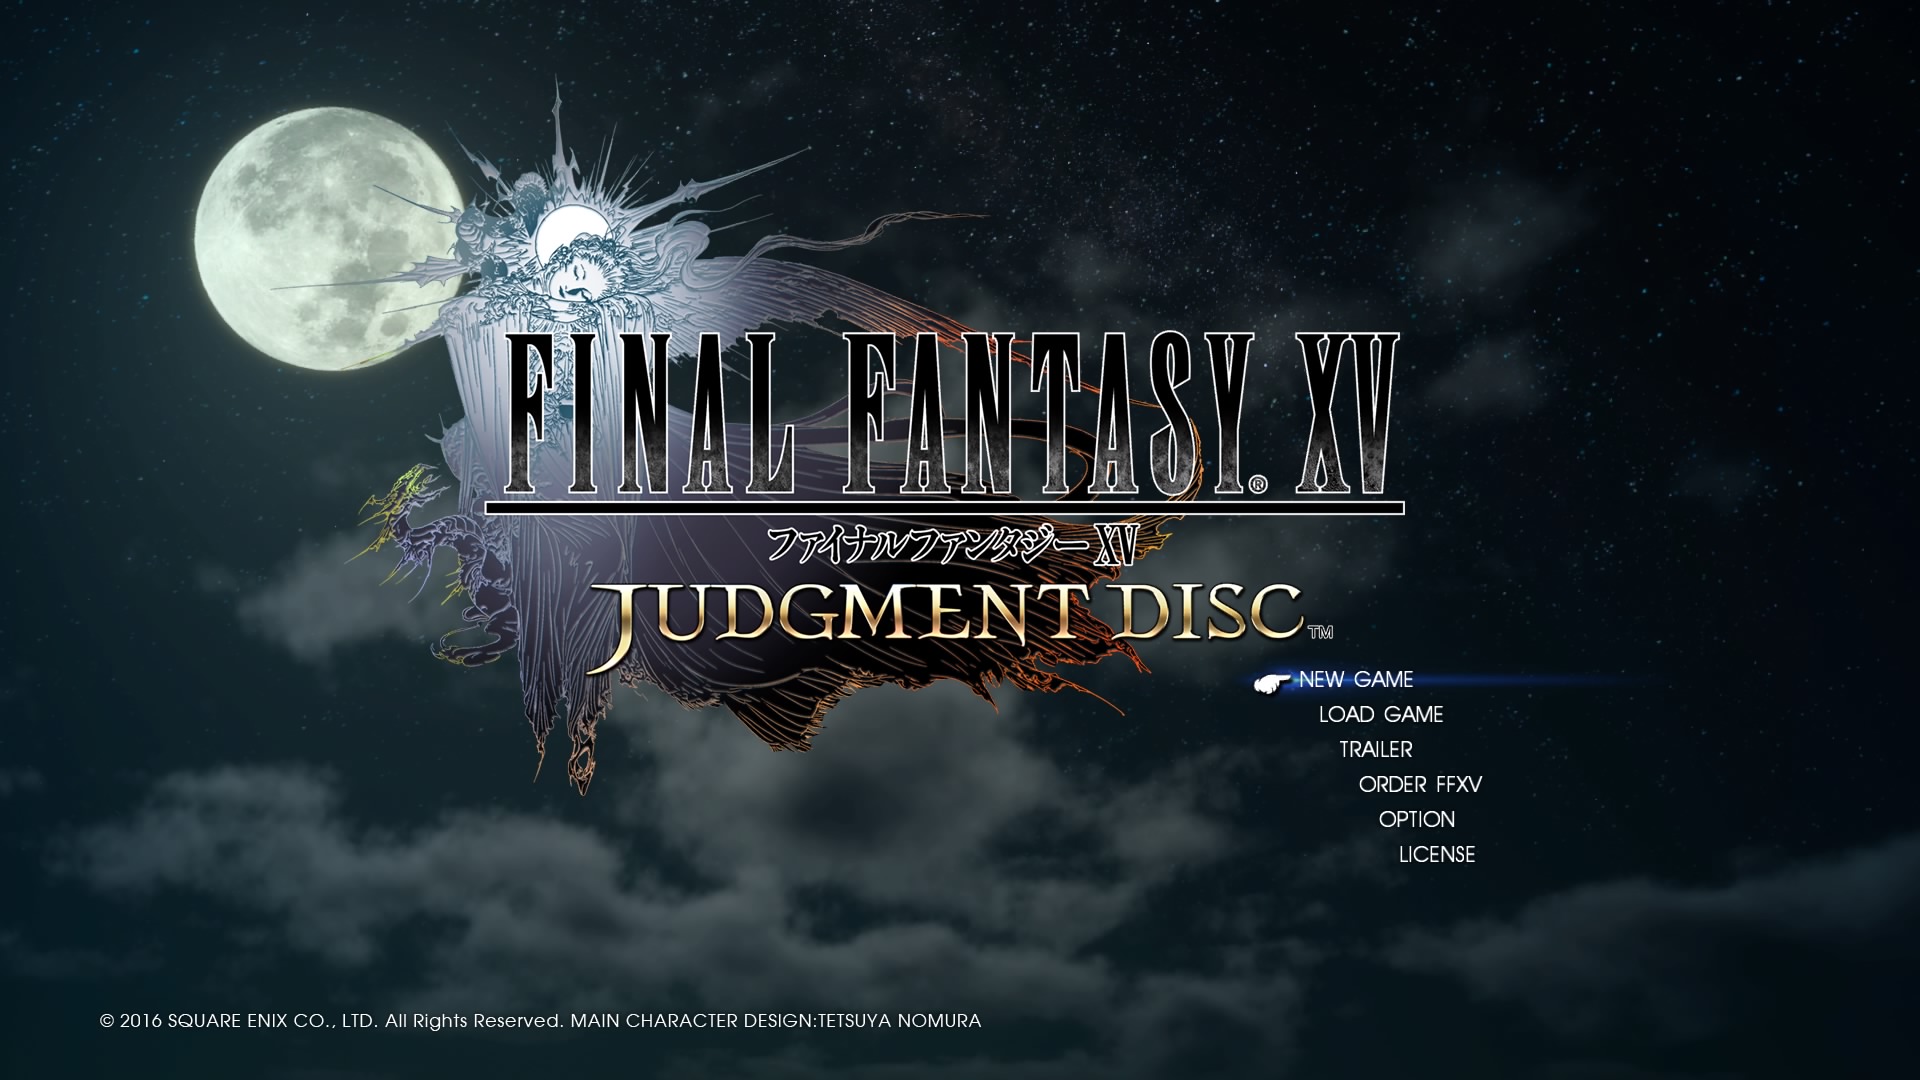 FINAL FANTASY® XV
ファイナルファンタジーXV
JUDGMENT DISC™
NEW GAME
LOAD GAME
TRAILER
ORDER FFXV
OPTION
LICENSE
© 2016 SQUARE ENIX CO., LTD. All Rights Reserved. MAIN CHARACTER DESIGN:TETSUYA NOMURA